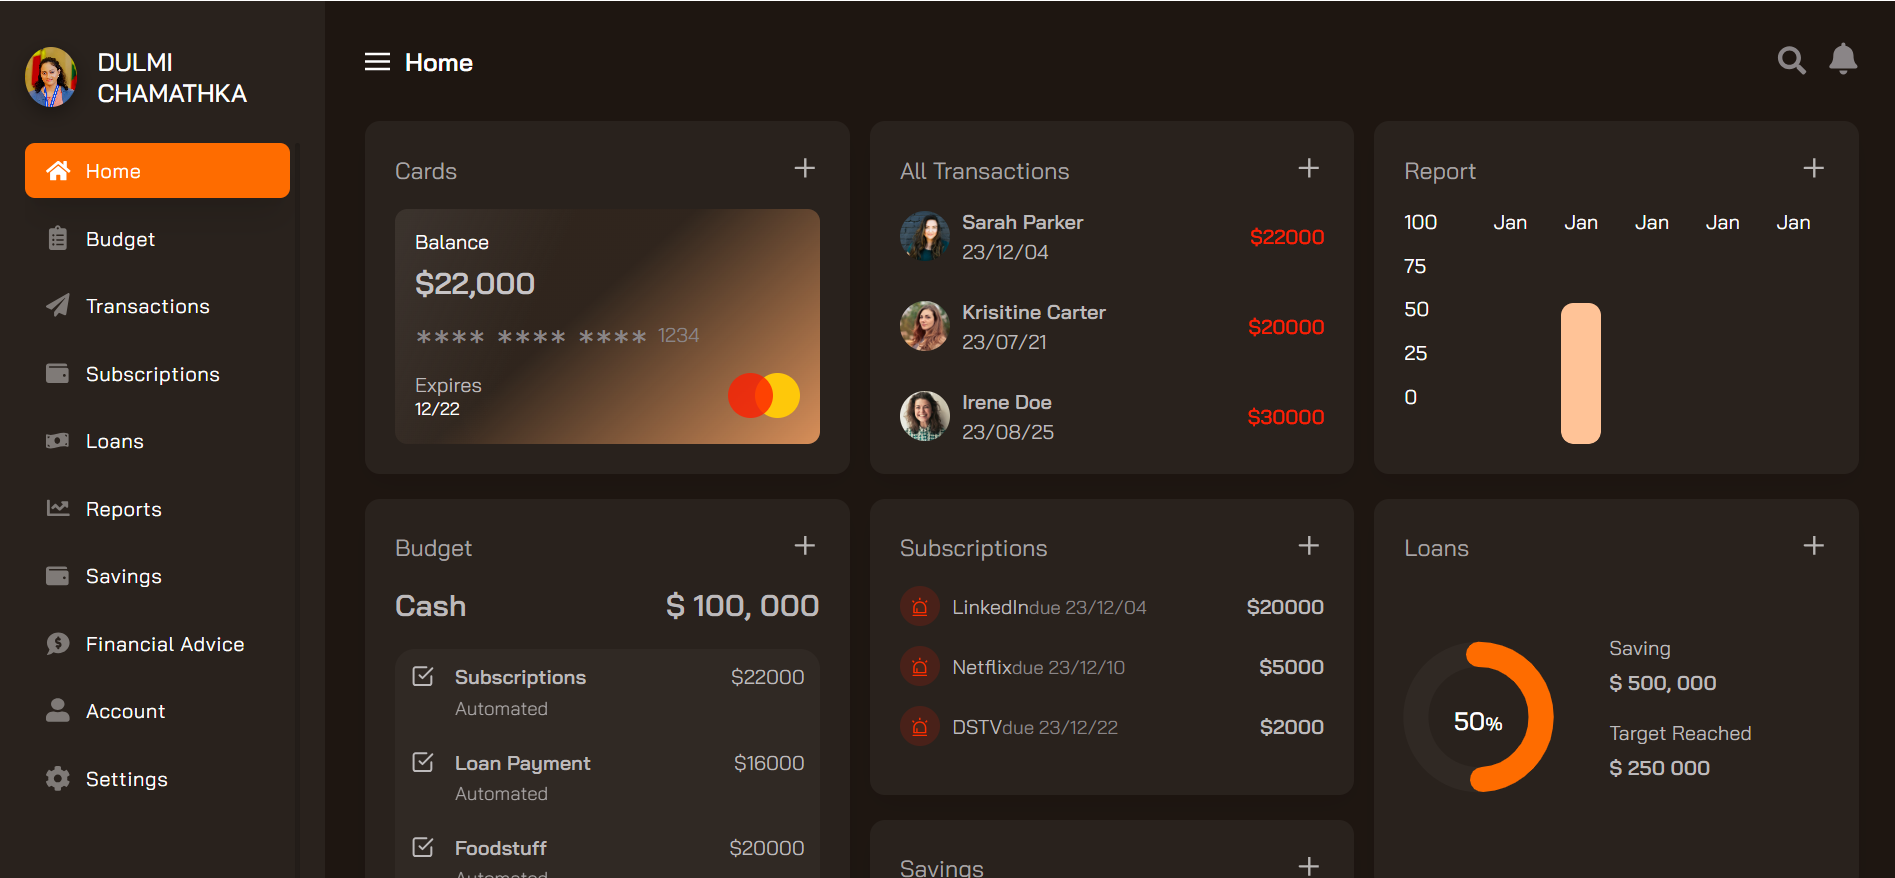 DULMI
CHAMATHKA
Home
Budget
Transactions
Subscriptions
Loans
Reports
Savings
Financial Advice
Account
Settings
Home
Cards
Balance
$22,000
**** **** **** 1234
Expires
12/22
All Transactions
Sarah Parker
23/12/04
$22000
Krisitine Carter
23/07/21
$20000
Irene Doe
23/08/25
$30000
Report
100 Jan Jan Jan Jan Jan
75
50
25
0
Budget
Cash $ 100, 000
Subscriptions $22000
Automated
Loan Payment $16000
Automated
Foodstuff $20000
Automated
Subscriptions
LinkedIndue 23/12/04 $20000
Netflixdue 23/12/10 $5000
DSTVdue 23/12/22 $2000
Savings
Loans
50%
Saving
$ 500, 000
Target Reached
$ 250 000